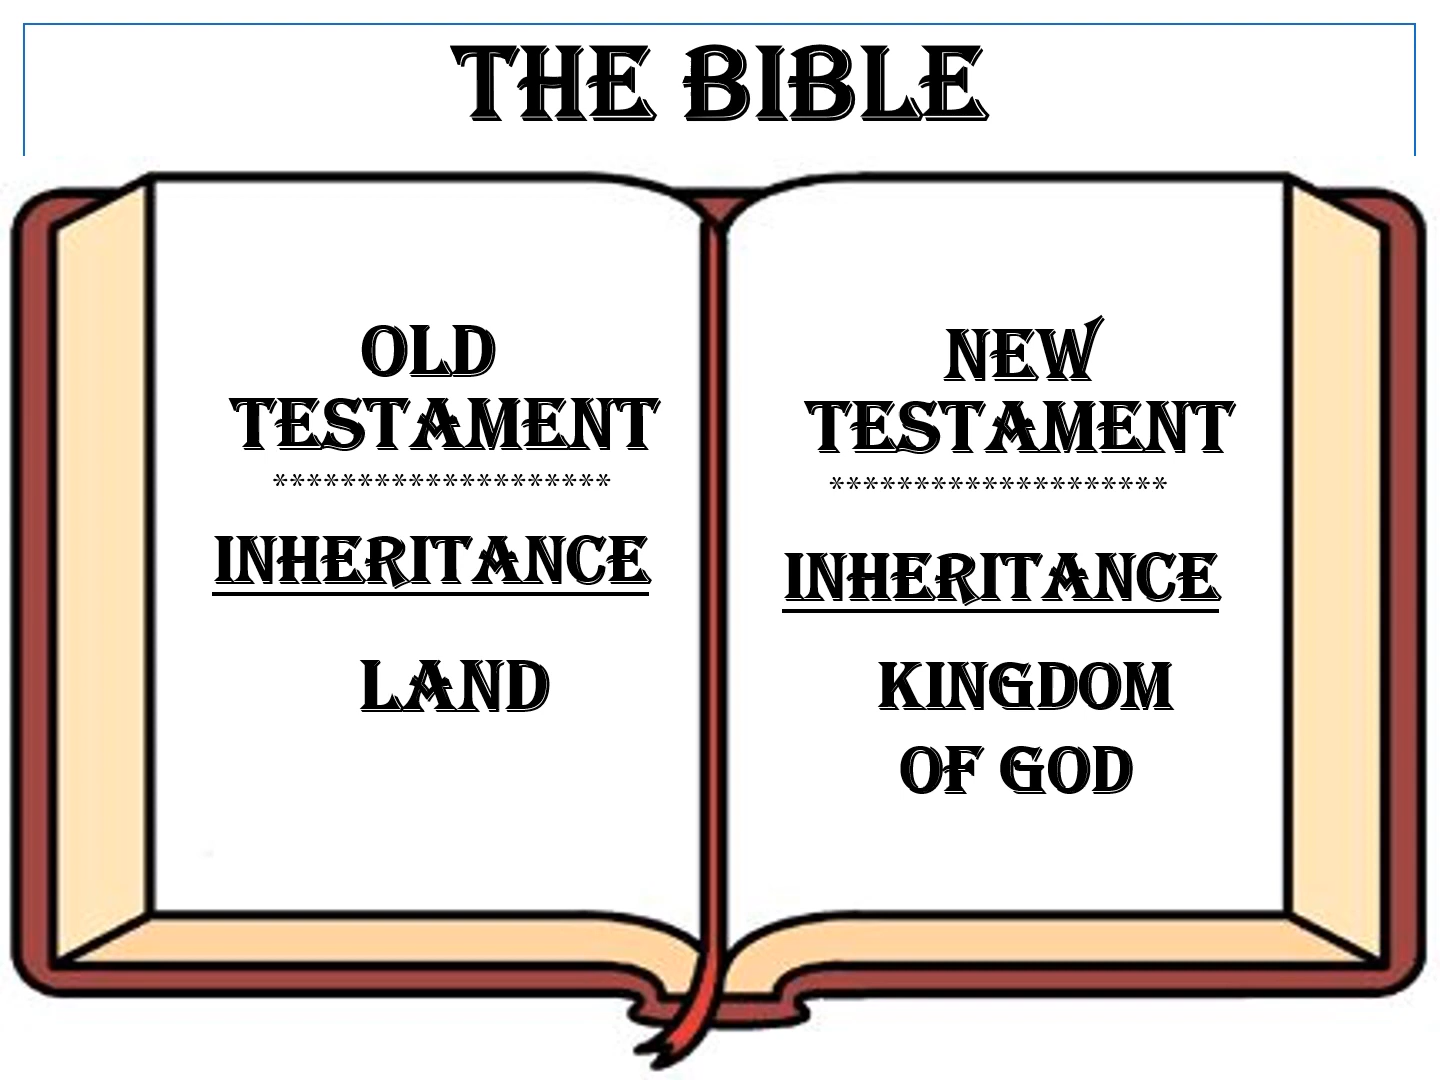 THE BIBLE
OLD
TESTAMENT
********************
INHERITANCE
LAND
NEW
TESTAMENT
********************
INHERITANCE
KINGDOM
OF GOD